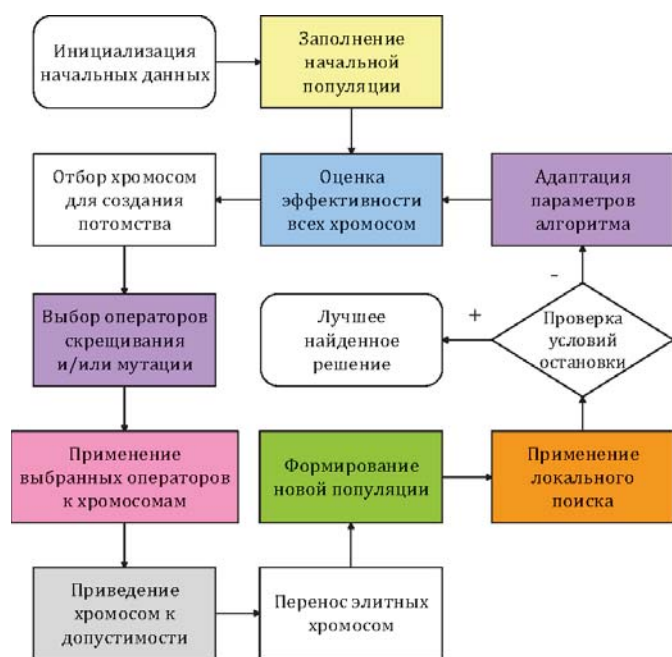 Инициализация
начальных данных
Заполнение
начальной
популяции
Отбор хромосом
для создания
потомства
Оценка
эффективности
всех хромосом
Адаптация
параметров
алгоритма
Выбор операторов
скрещивания
и/или мутации
Лучшее
найденное
решение
+
-
Проверка
условий
остановки
Применение
выбранных операторов
к хромосомам
Формирование
новой популяции
Применение
локального
поиска
Приведение
хромосом к
допустимости
Перенос элитных
хромосом